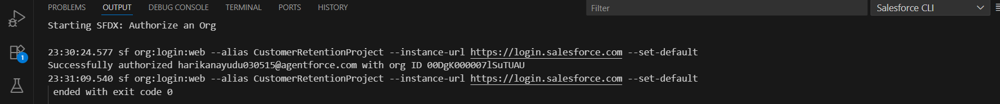 PROBLEMS OUTPUT DEBUG CONSOLE TERMINAL PORTS HISTORY Filter Salesforce CLI
Starting SFDX: Authorize an Org
23:30:24.577 sf org:login:web --alias CustomerRetentionProject --instance-url https://login.salesforce.com --set-default
Successfully authorized harikanayudu030515@agentforce.com with org ID 00DgK000007lSuTUAU
23:31:09.540 sf org:login:web --alias CustomerRetentionProject --instance-url https://login.salesforce.com --set-default
ended with exit code 0
1